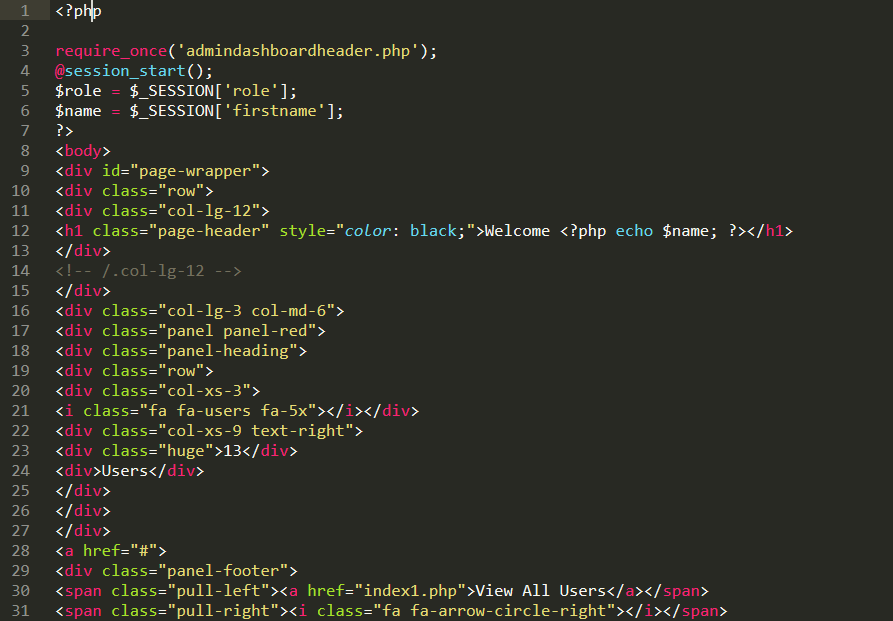 1 <?php
2
3 require_once('admindashboardheader.php');
4 @session_start();
5 $role = $_SESSION['role'];
6 $name = $_SESSION['firstname'];
7 ?>
8 <body>
9 <div id="page-wrapper">
10 <div class="row">
11 <div class="col-lg-12">
12 <h1 class="page-header" style="color: black;">Welcome <?php echo $name; ?></h1>
13 </div>
14 <!-- /.col-lg-12 -->
15 </div>
16 <div class="col-lg-3 col-md-6">
17 <div class="panel panel-red">
18 <div class="panel-heading">
19 <div class="row">
20 <div class="col-xs-3">
21 <i class="fa fa-users fa-5x"></i></div>
22 <div class="col-xs-9 text-right">
23 <div class="huge">13</div>
24 <div>Users</div>
25 </div>
26 </div>
27 </div>
28 <a href="#">
29 <div class="panel-footer">
30 <span class="pull-left"><a href="index1.php">View All Users</a></span>
31 <span class="pull-right"><i class="fa fa-arrow-circle-right"></i></span>